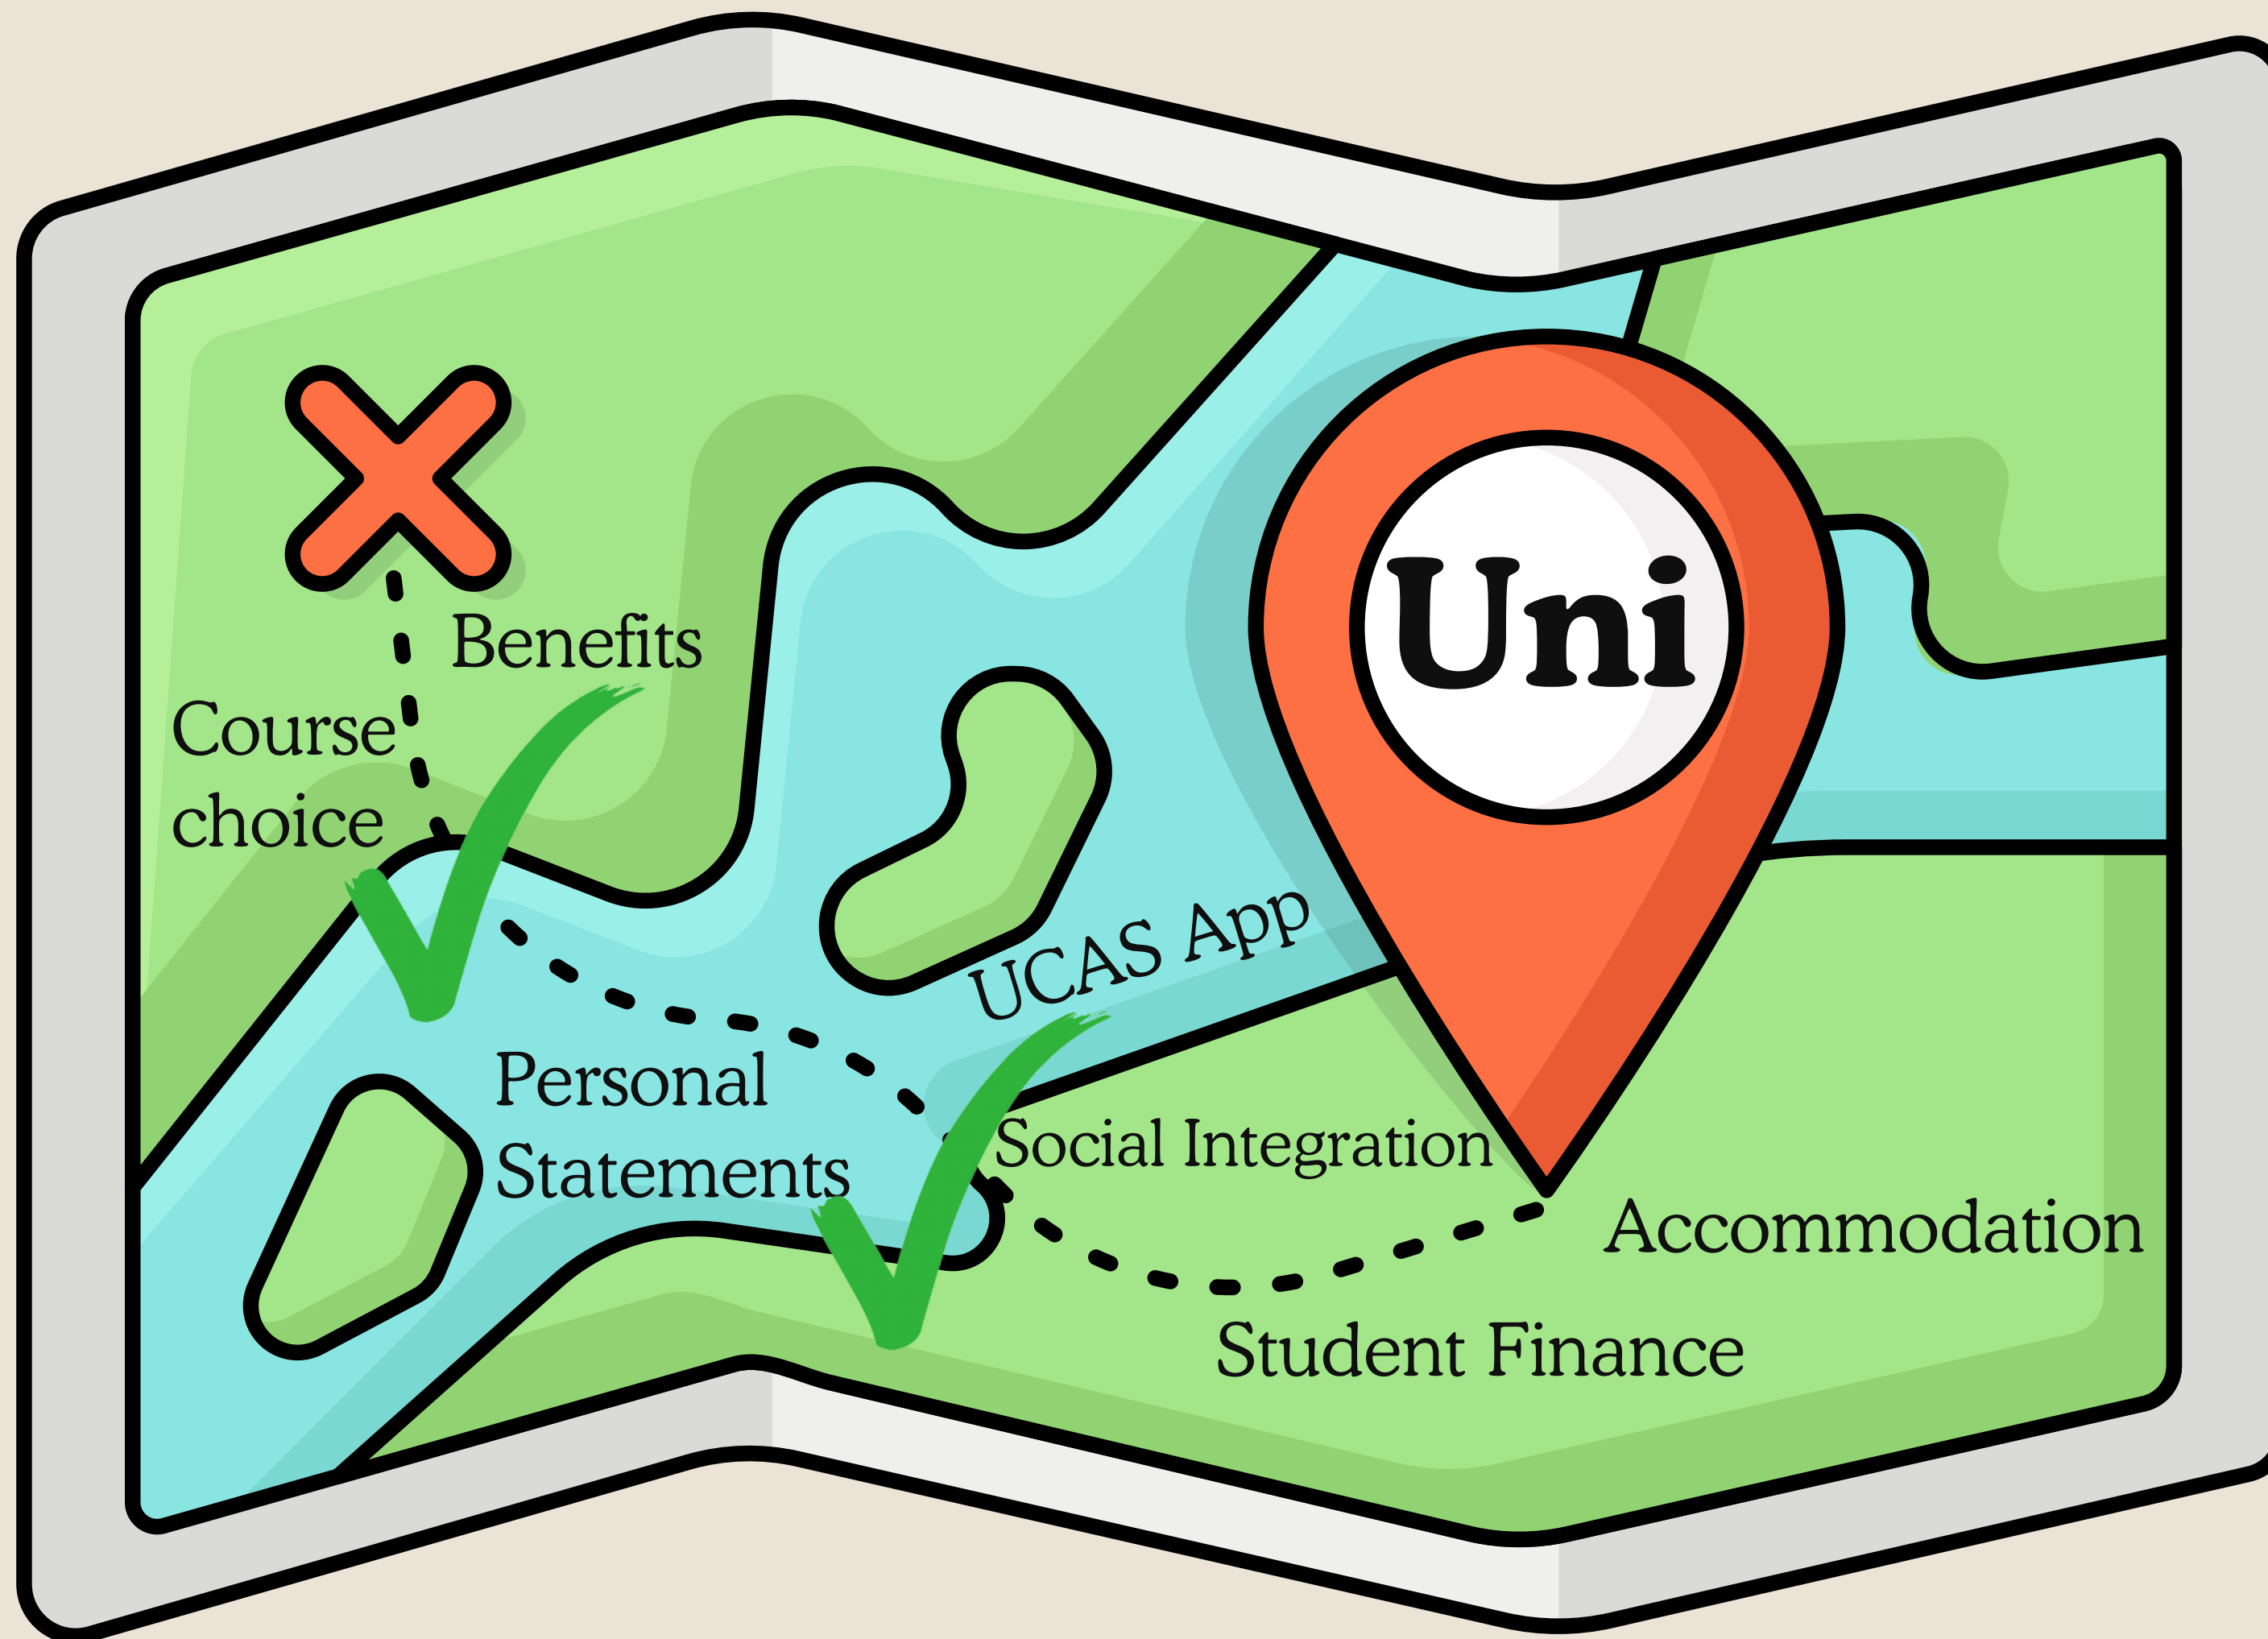 Uni
Benefits
Course
choice
UCAS App
Personal
Statements
Social Integration
Accommodation
Student Finance